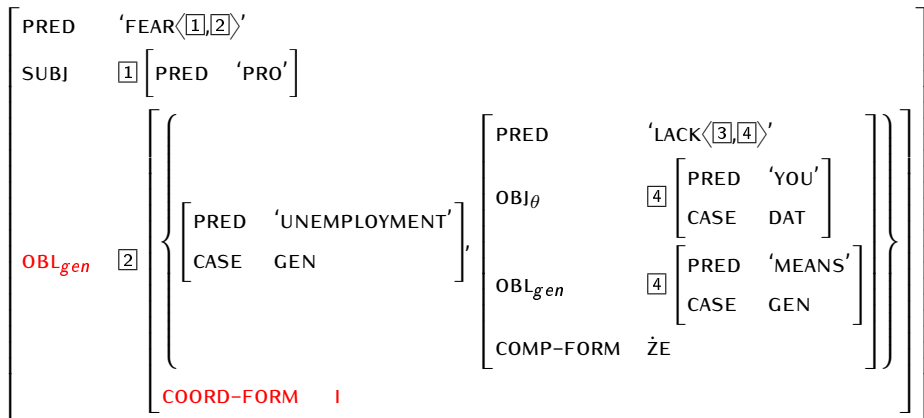 PRED ‘FEAR⟨1,2⟩’
SUBJ 1 [PRED ‘PRO’]
PRED ‘LACK⟨3,4⟩’
OBJθ 4 [PRED ‘YOU’
CASE DAT]
OBLgen 2 { [PRED ‘UNEMPLOYMENT’
CASE GEN],
OBLgen 4 [PRED ‘MEANS’
CASE GEN]
COMP-FORM ŻE
COORD-FORM I